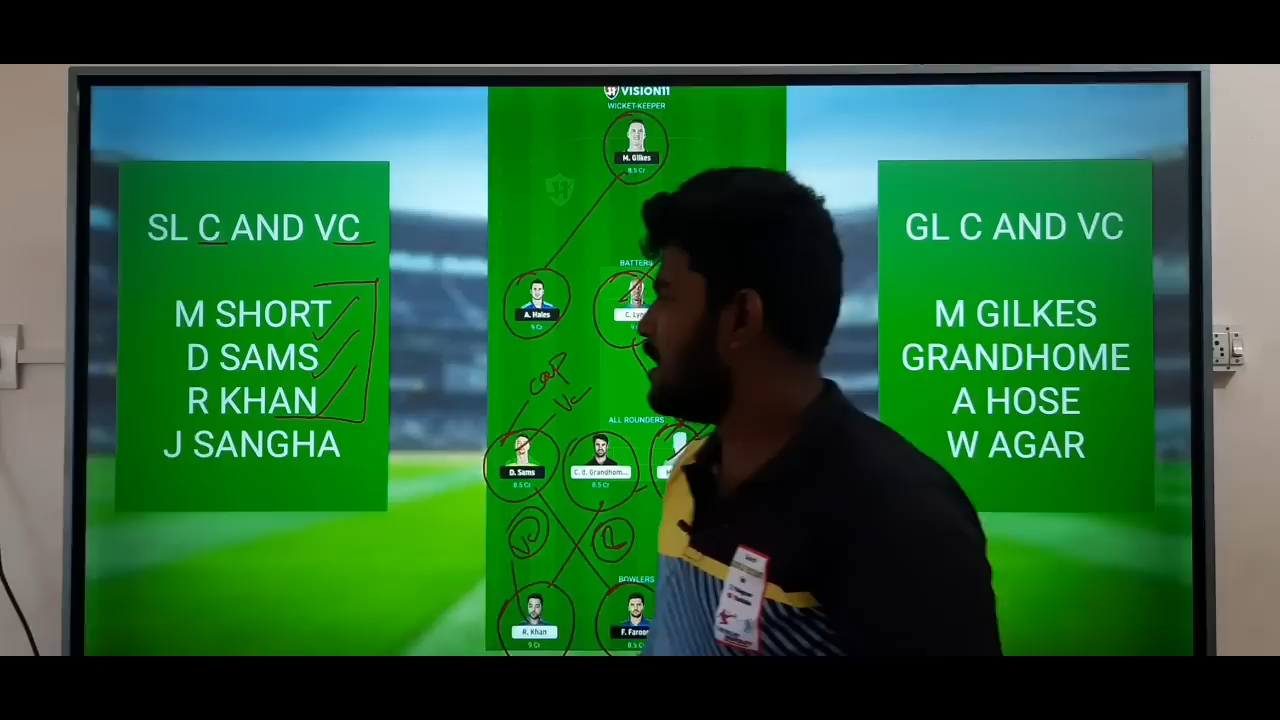 SL C AND VC
M SHORT
D SAMS
R KHAN
J SANGHA
VISION11
WICKET-KEEPER
M. Gilkes
8.5 Cr
BATTERS
A. Hales
9 Cr
cap
vc
ALL ROUNDERS
D. Sams
8.5 Cr
C. d. Grandhom...
8.5 Cr
VC
BOWLERS
R. Khan
9 Cr
8.5 Cr
GL C AND VC
M GILKES
GRANDHOME
A HOSE
W AGAR